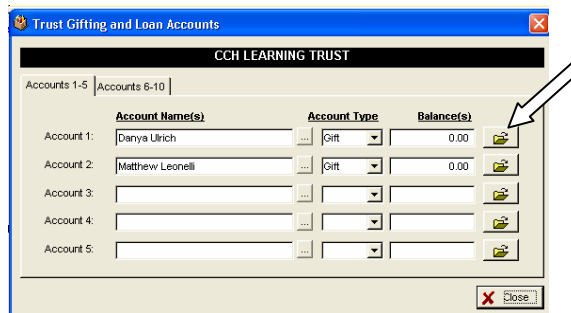 Trust Gifting and Loan Accounts
CCH LEARNING TRUST
Accounts 1-5 Accounts 6-10
Account Name(s) Account Type Balance(s)
Account 1: Danya Ulrich ... Gift 0.00
Account 2: Matthew Leonelli ... Gift 0.00
Account 3: ...
Account 4: ...
Account 5: ...
Close